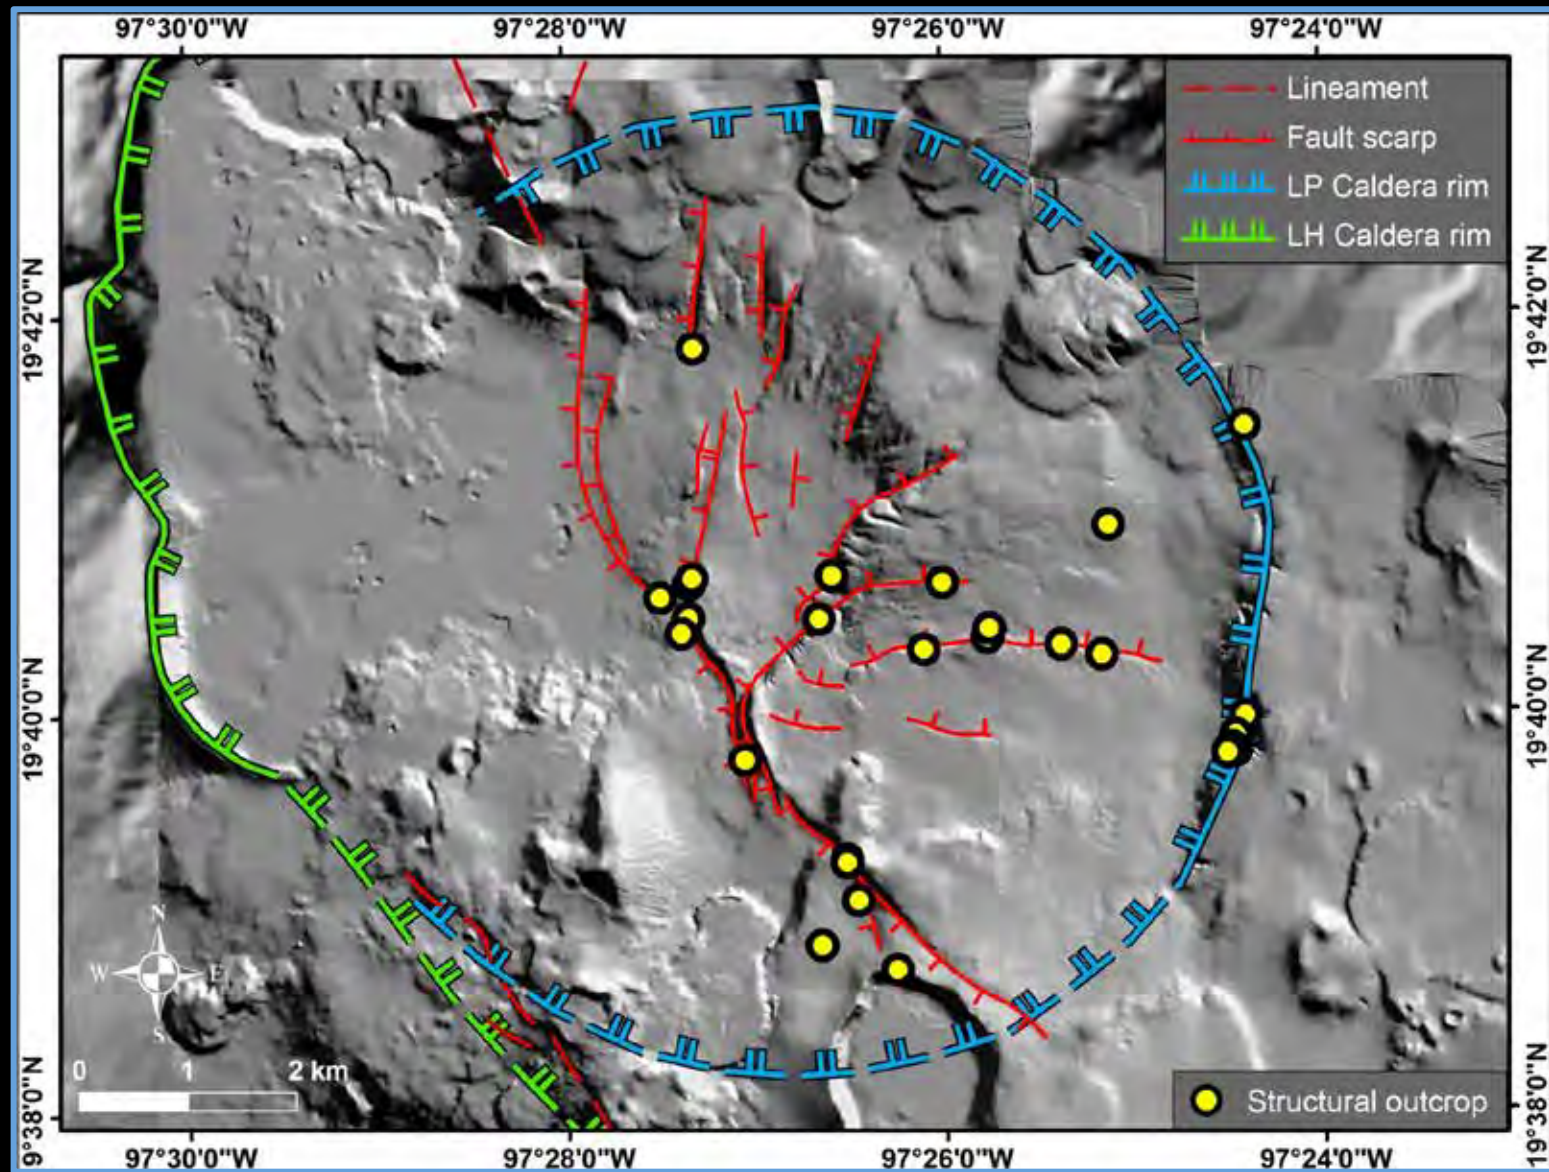 97°30'0"W 97°28'0"W 97°26'0"W 97°24'0"W
Lineament
Fault scarp
LP Caldera rim
LH Caldera rim
19°42'0"N 19°42'0"N
19°40'0"N 19°40'0"N
N
W E
S
0 1 2 km
Structural outcrop
19°38'0"N 19°38'0"N
97°30'0"W 97°28'0"W 97°26'0"W 97°24'0"W